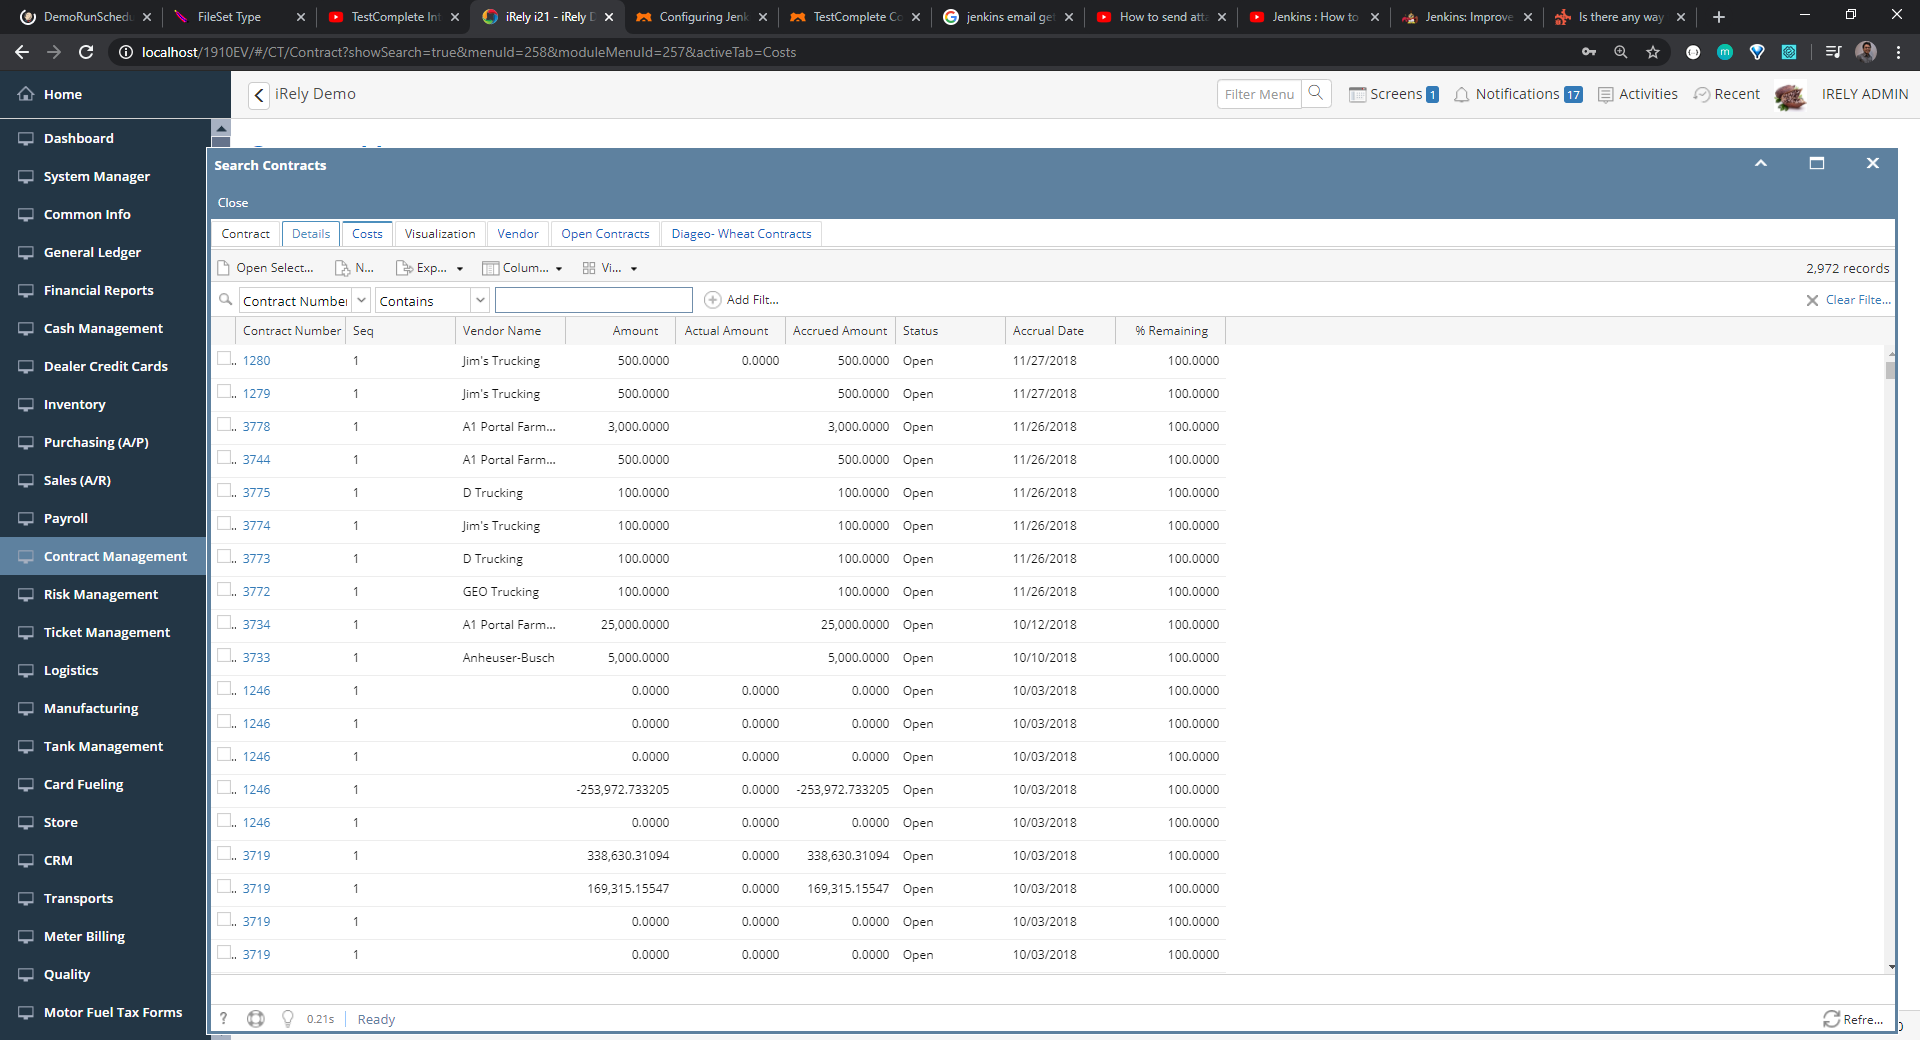 DemoRunSchedu
FileSet Type
TestComplete Int
iRely i21 - iRely D
Configuring Jenk
TestComplete Co
jenkins email get
How to send atta
Jenkins : How to
Jenkins: Improve
Is there any way
localhost/1910EV/#/CT/Contract?showSearch=true&menuId=258&moduleMenuId=257&activeTab=Costs
Home
iRely Demo
Filter Menu
Screens 1
Notifications 17
Activities
Recent
IRELY ADMIN
Dashboard
System Manager
Common Info
General Ledger
Financial Reports
Cash Management
Dealer Credit Cards
Inventory
Purchasing (A/P)
Sales (A/R)
Payroll
Contract Management
Risk Management
Ticket Management
Logistics
Manufacturing
Tank Management
Card Fueling
Store
CRM
Transports
Meter Billing
Quality
Motor Fuel Tax Forms
Search Contracts
Close
Contract Details Costs Visualization Vendor Open Contracts Diageo- Wheat Contracts
Open Select... N... Exp... Colum... Vi... 2,972 records
Contract Number Contains Add Filt... Clear Filte...
Contract Number Seq Vendor Name Amount Actual Amount Accrued Amount Status Accrual Date % Remaining
1280 1 Jim's Trucking 500.0000 0.0000 500.0000 Open 11/27/2018 100.0000
1279 1 Jim's Trucking 500.0000 500.0000 Open 11/27/2018 100.0000
3778 1 A1 Portal Farm... 3,000.0000 3,000.0000 Open 11/26/2018 100.0000
3744 1 A1 Portal Farm... 500.0000 500.0000 Open 11/26/2018 100.0000
3775 1 D Trucking 100.0000 100.0000 Open 11/26/2018 100.0000
3774 1 Jim's Trucking 100.0000 100.0000 Open 11/26/2018 100.0000
3773 1 D Trucking 100.0000 100.0000 Open 11/26/2018 100.0000
3772 1 GEO Trucking 100.0000 100.0000 Open 11/26/2018 100.0000
3734 1 A1 Portal Farm... 25,000.0000 25,000.0000 Open 10/12/2018 100.0000
3733 1 Anheuser-Busch 5,000.0000 5,000.0000 Open 10/10/2018 100.0000
1246 1 0.0000 0.0000 0.0000 Open 10/03/2018 100.0000
1246 1 0.0000 0.0000 0.0000 Open 10/03/2018 100.0000
1246 1 0.0000 0.0000 0.0000 Open 10/03/2018 100.0000
1246 1 -253,972.733205 0.0000 -253,972.733205 Open 10/03/2018 100.0000
1246 1 0.0000 0.0000 0.0000 Open 10/03/2018 100.0000
3719 1 338,630.31094 0.0000 338,630.31094 Open 10/03/2018 100.0000
3719 1 169,315.15547 0.0000 169,315.15547 Open 10/03/2018 100.0000
3719 1 0.0000 0.0000 0.0000 Open 10/03/2018 100.0000
3719 1 0.0000 0.0000 0.0000 Open 10/03/2018 100.0000
? 0.21s Ready Refre...